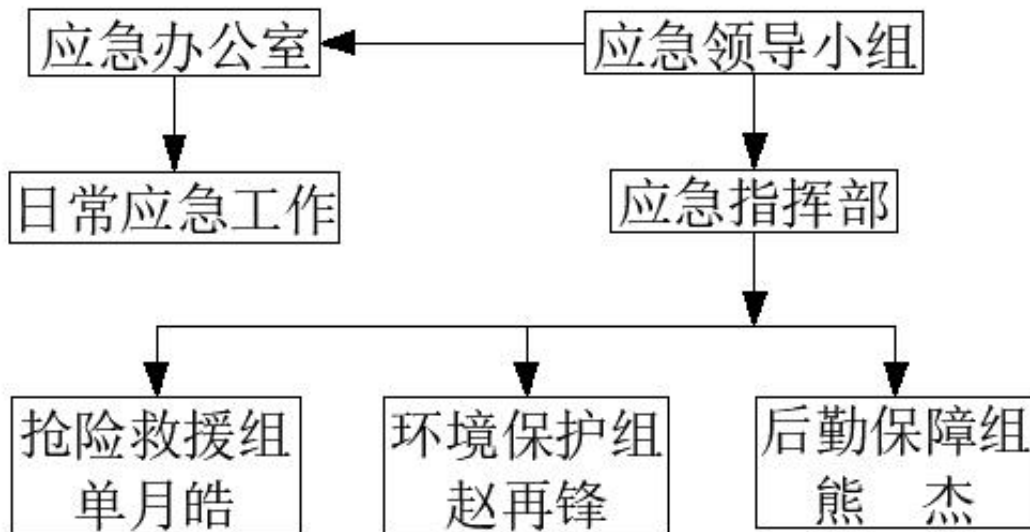 应急办公室
应急领导小组
日常应急工作
应急指挥部
抢险救援组
单月皓
环境保护组
赵再锋
后勤保障组
熊 杰